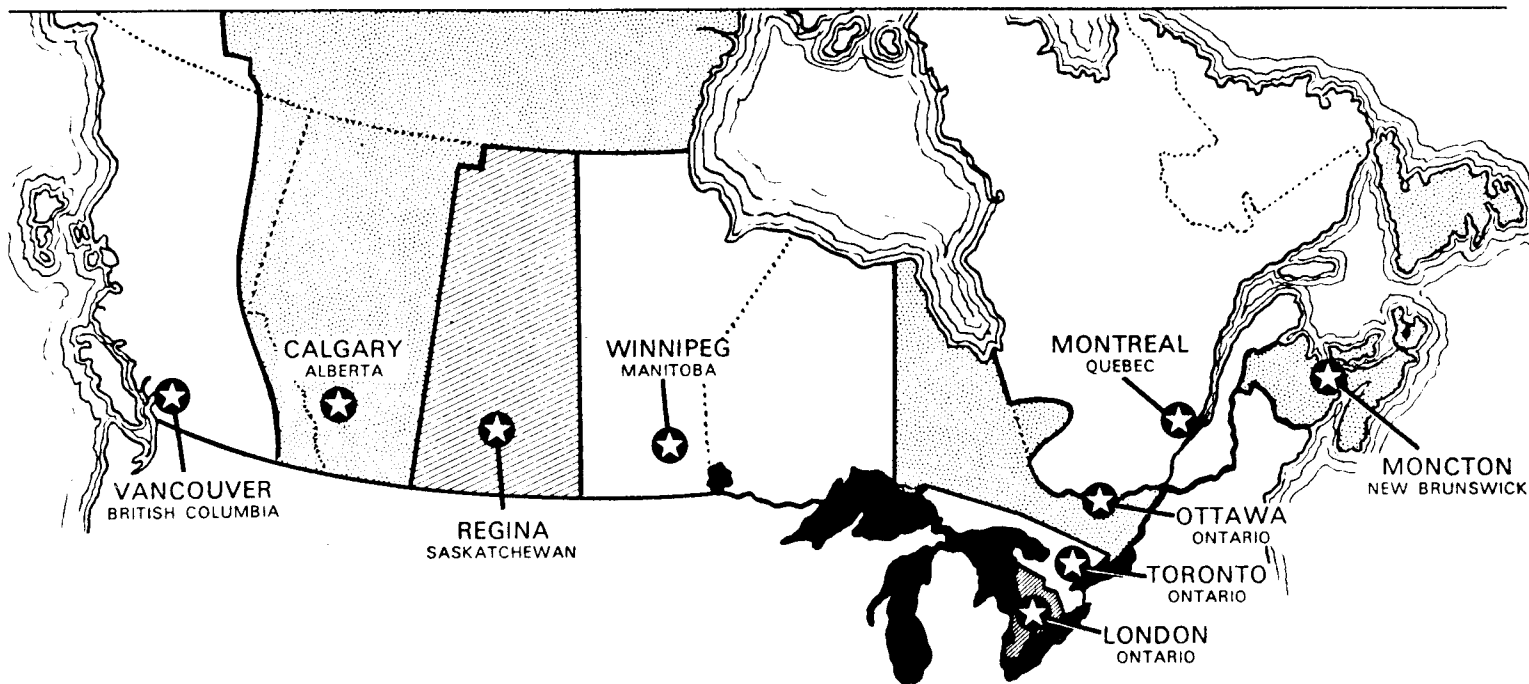 CALGARY
ALBERTA
WINNIPEG
MANITOBA
MONTREAL
QUEBEC
VANCOUVER
BRITISH COLUMBIA
REGINA
SASKATCHEWAN
MONCTON
NEW BRUNSWICK
OTTAWA
ONTARIO
TORONTO
ONTARIO
LONDON
ONTARIO